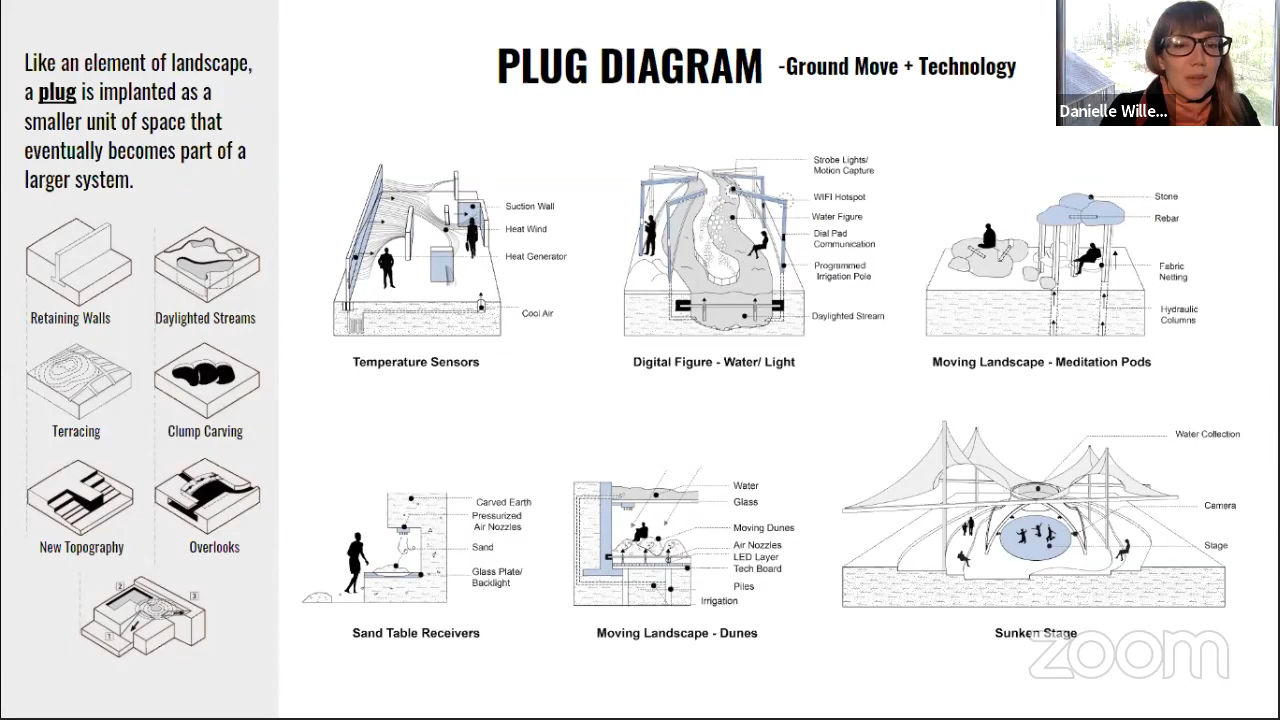 Like an element of landscape,
a plug is implanted as a
smaller unit of space that
eventually becomes part of a
larger system.
Retaining Walls
Daylighted Streams
Terracing
Clump Carving
New Topography
Overlooks
2
3
1
PLUG DIAGRAM -Ground Move + Technology
Danielle Wille...
Suction Wall
Heat Wind
Heat Generator
Cool Air
Temperature Sensors
Strobe Lights/
Motion Capture
WIFI Hotspot
Water Figure
Dial Pad
Communication
Programmed
Irrigation Pole
Daylighted Stream
Digital Figure - Water/ Light
Stone
Rebar
Fabric
Netting
Hydraulic
Columns
Moving Landscape - Meditation Pods
Carved Earth
Pressurized
Air Nozzles
Sand
Glass Plate/
Backlight
Sand Table Receivers
Water
Glass
Moving Dunes
Air Nozzles
LED Layer
Tech Board
Piles
Irrigation
Moving Landscape - Dunes
Water Collection
Camera
Stage
Sunken Stage
zoom